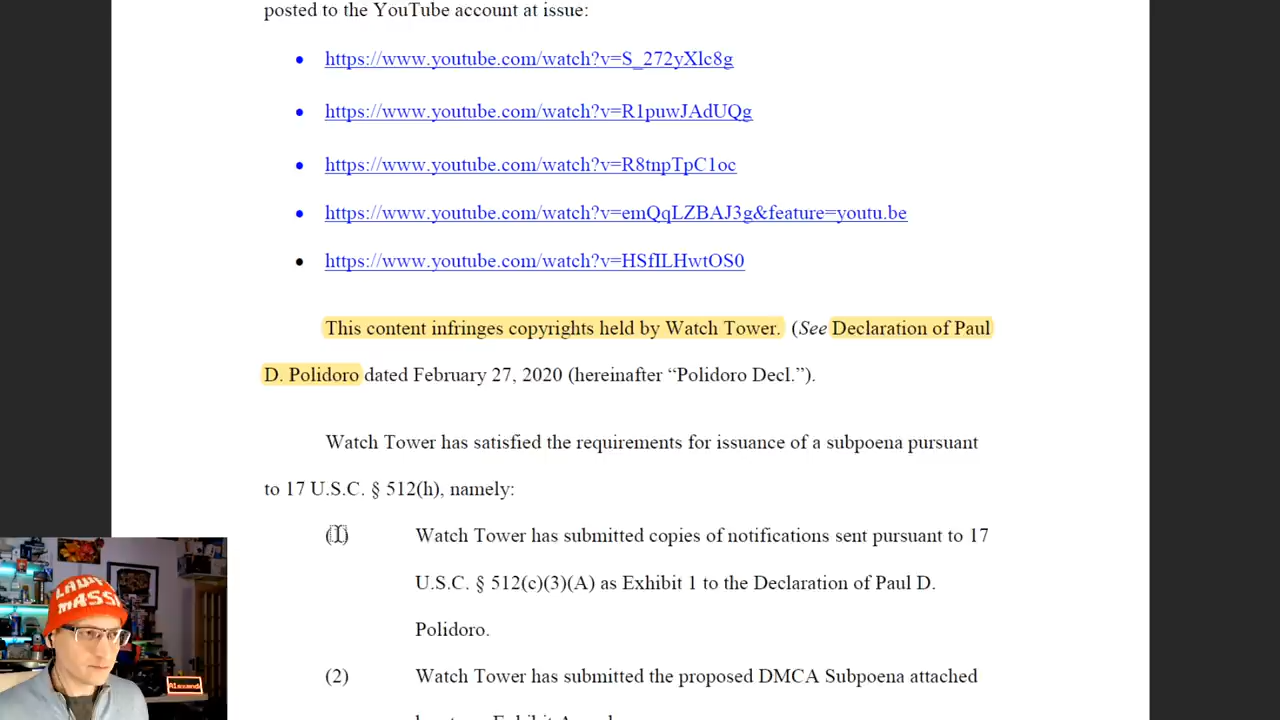 posted to the YouTube account at issue:
• https://www.youtube.com/watch?v=S_272yXlc8g
• https://www.youtube.com/watch?v=R1puwJAdUQg
• https://www.youtube.com/watch?v=R8tnpTpC1oc
• https://www.youtube.com/watch?v=emQqLZBAJ3g&feature=youtu.be
• https://www.youtube.com/watch?v=HSfILHwtOS0
This content infringes copyrights held by Watch Tower. (See Declaration of Paul
D. Polidoro dated February 27, 2020 (hereinafter “Polidoro Decl.”).
Watch Tower has satisfied the requirements for issuance of a subpoena pursuant
to 17 U.S.C. § 512(h), namely:
(1) Watch Tower has submitted copies of notifications sent pursuant to 17
U.S.C. § 512(c)(3)(A) as Exhibit 1 to the Declaration of Paul D.
Polidoro.
(2) Watch Tower has submitted the proposed DMCA Subpoena attached